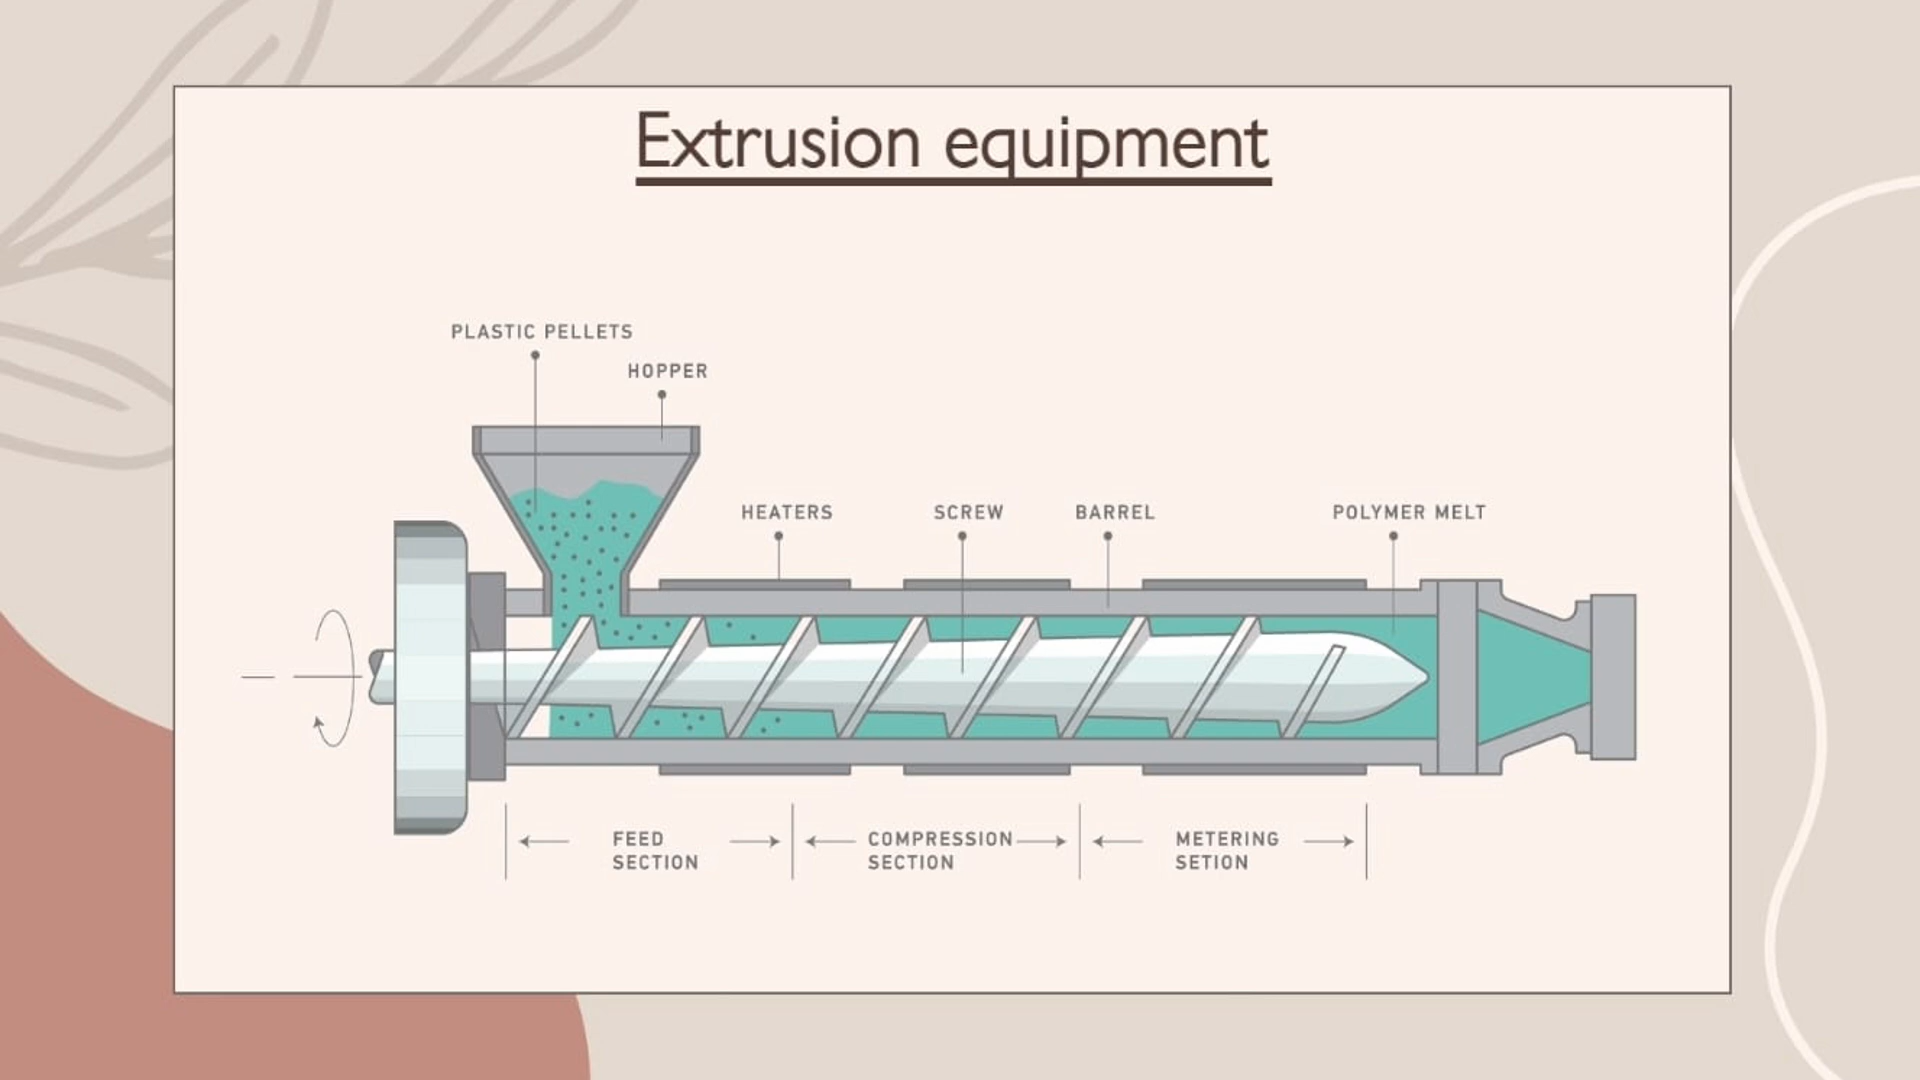 Extrusion equipment
PLASTIC PELLETS
HOPPER
HEATERS
SCREW
BARREL
POLYMER MELT
FEED
SECTION
COMPRESSION
SECTION
METERING
SETION